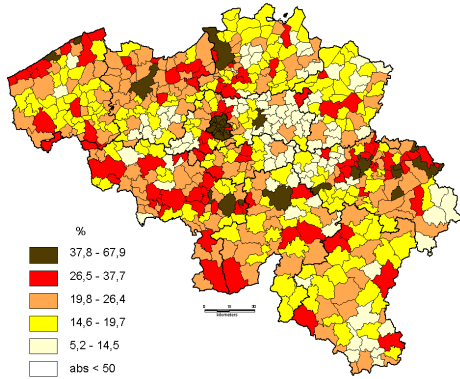 %
37,8 - 67,9
26,5 - 37,7
19,8 - 26,4
14,6 - 19,7
5,2 - 14,5
abs < 50
kilometers